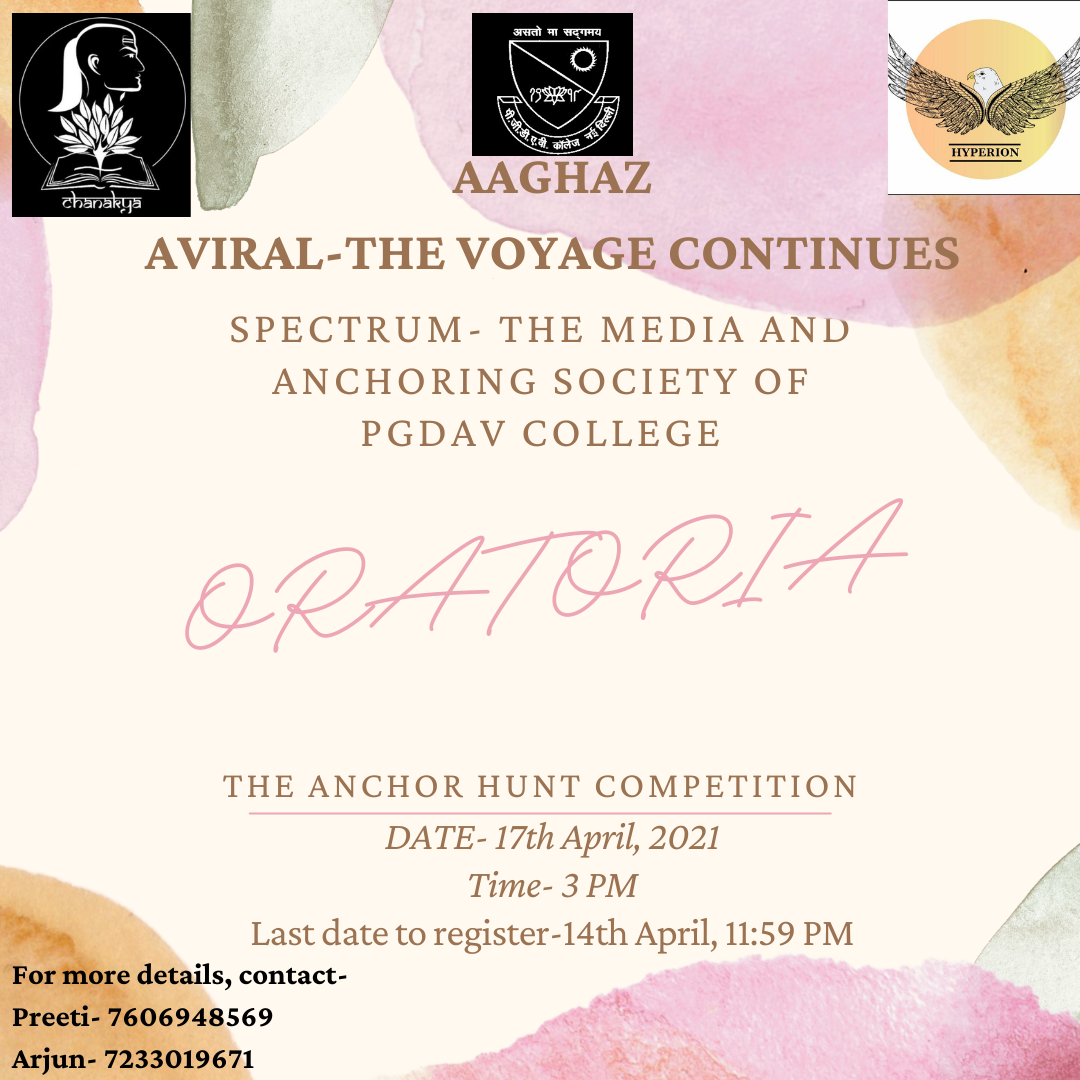 chanakya
असतो मा सद्गमय
१९५८
पी.जी.डी.ए.वी. कॉलेज नई दिल्ली
HYPERION
AAGHAZ
AVIRAL-THE VOYAGE CONTINUES
SPECTRUM- THE MEDIA AND
ANCHORING SOCIETY OF
PGDAV COLLEGE
ORATORIA
THE ANCHOR HUNT COMPETITION
DATE- 17th April, 2021
Time- 3 PM
Last date to register-14th April, 11:59 PM
For more details, contact-
Preeti- 7606948569
Arjun- 7233019671